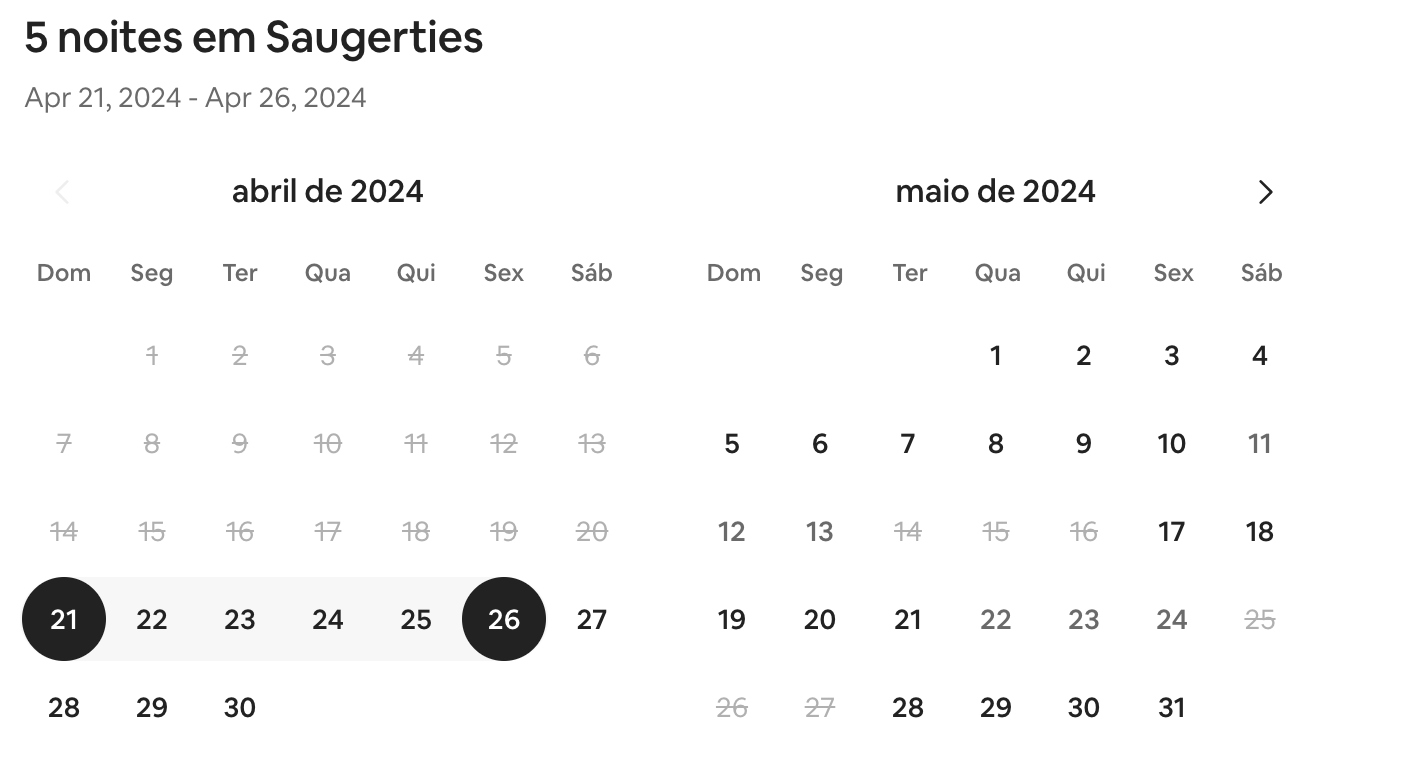 5 noites em Saugerties
Apr 21, 2024 - Apr 26, 2024
abril de 2024
Dom Seg Ter Qua Qui Sex Sáb
1 2 3 4 5 6
7 8 9 10 11 12 13
14 15 16 17 18 19 20
21 22 23 24 25 26 27
28 29 30
maio de 2024
Dom Seg Ter Qua Qui Sex Sáb
1 2 3 4
5 6 7 8 9 10 11
12 13 14 15 16 17 18
19 20 21 22 23 24 25
26 27 28 29 30 31